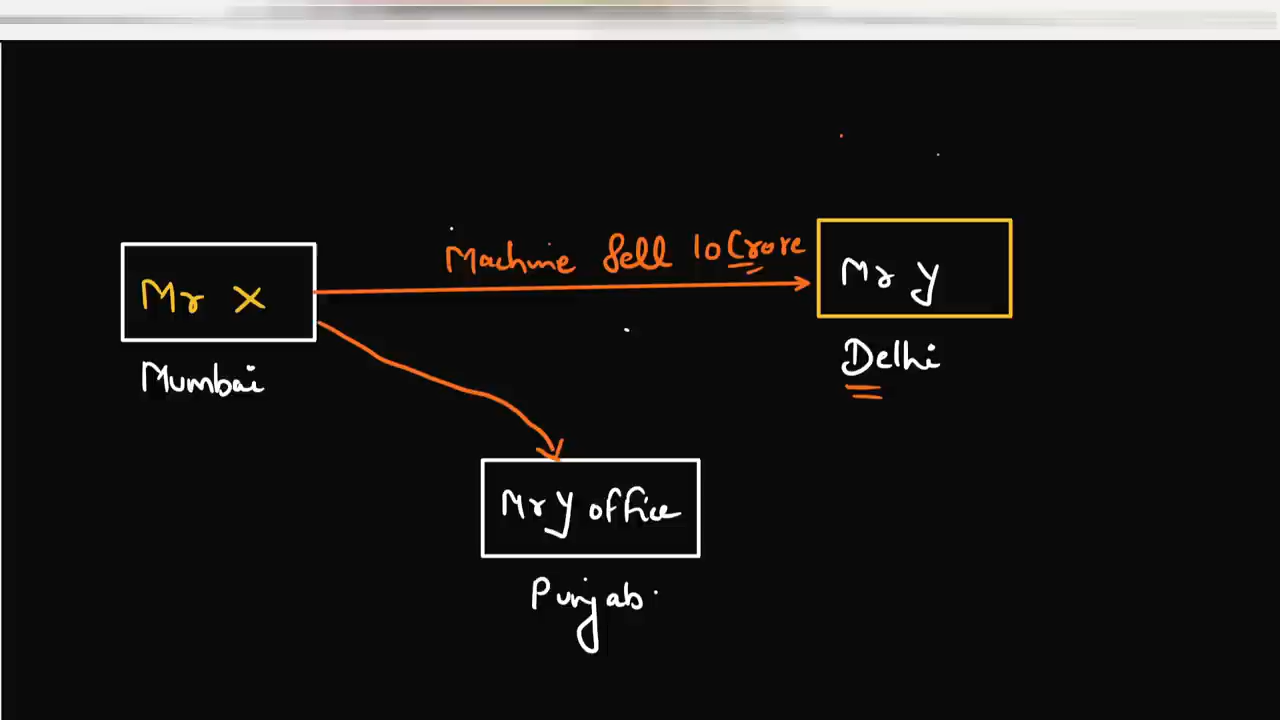 Machine Sell 10 Crore
Mr X
Mr y
Mumbai
Delhi
Mr y office
Punjab